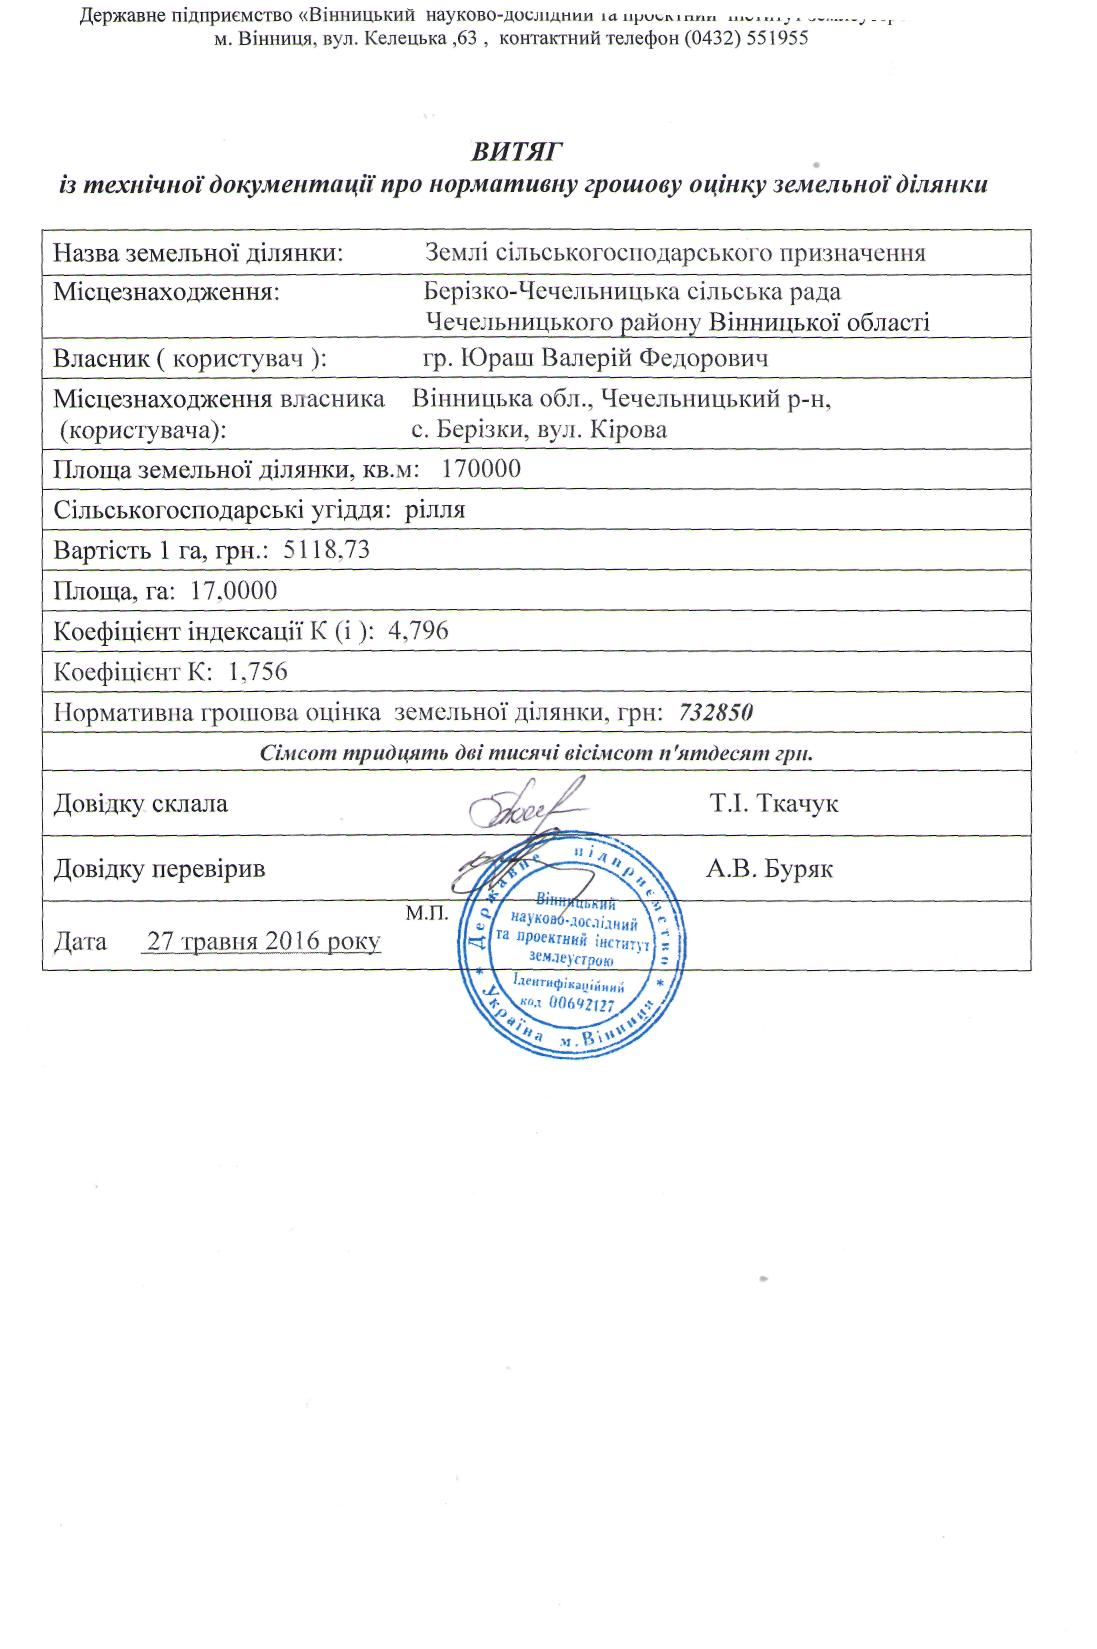 Державне підприємство «Вінницький науково-дослідний та проектний інститут
м. Вінниця, вул. Келецька ,63 , контактний телефон (0432) 551955
ВИТЯГ
із технічної документації про нормативну грошову оцінку земельної ділянки
Назва земельної ділянки: Землі сільськогосподарського призначення
Місцезнаходження: Берізко-Чечельницька сільська рада
Чечельницького району Вінницької області
Власник ( користувач ): гр. Юраш Валерій Федорович
Місцезнаходження власника Вінницька обл., Чечельницький р-н,
(користувача): с. Берізки, вул. Кірова
Площа земельної ділянки, кв.м: 170000
Сільськогосподарські угіддя: рілля
Вартість 1 га, грн.: 5118,73
Площа, га: 17,0000
Коефіцієнт індексації К (і ): 4,796
Коефіцієнт К: 1,756
Нормативна грошова оцінка земельної ділянки, грн: 732850
Сімсот тридцять дві тисячі вісімсот п'ятдесят грн.
Довідку склала Т.І. Ткачук
Довідку перевірив А.В. Буряк
М.П.
Дата 27 травня 2016 року
Державне підприємство
Вінницький
науково-дослідний
та проектний інститут
землеустрою
Ідентифікаційний
код 00692127
* Україна м.Вінниця *